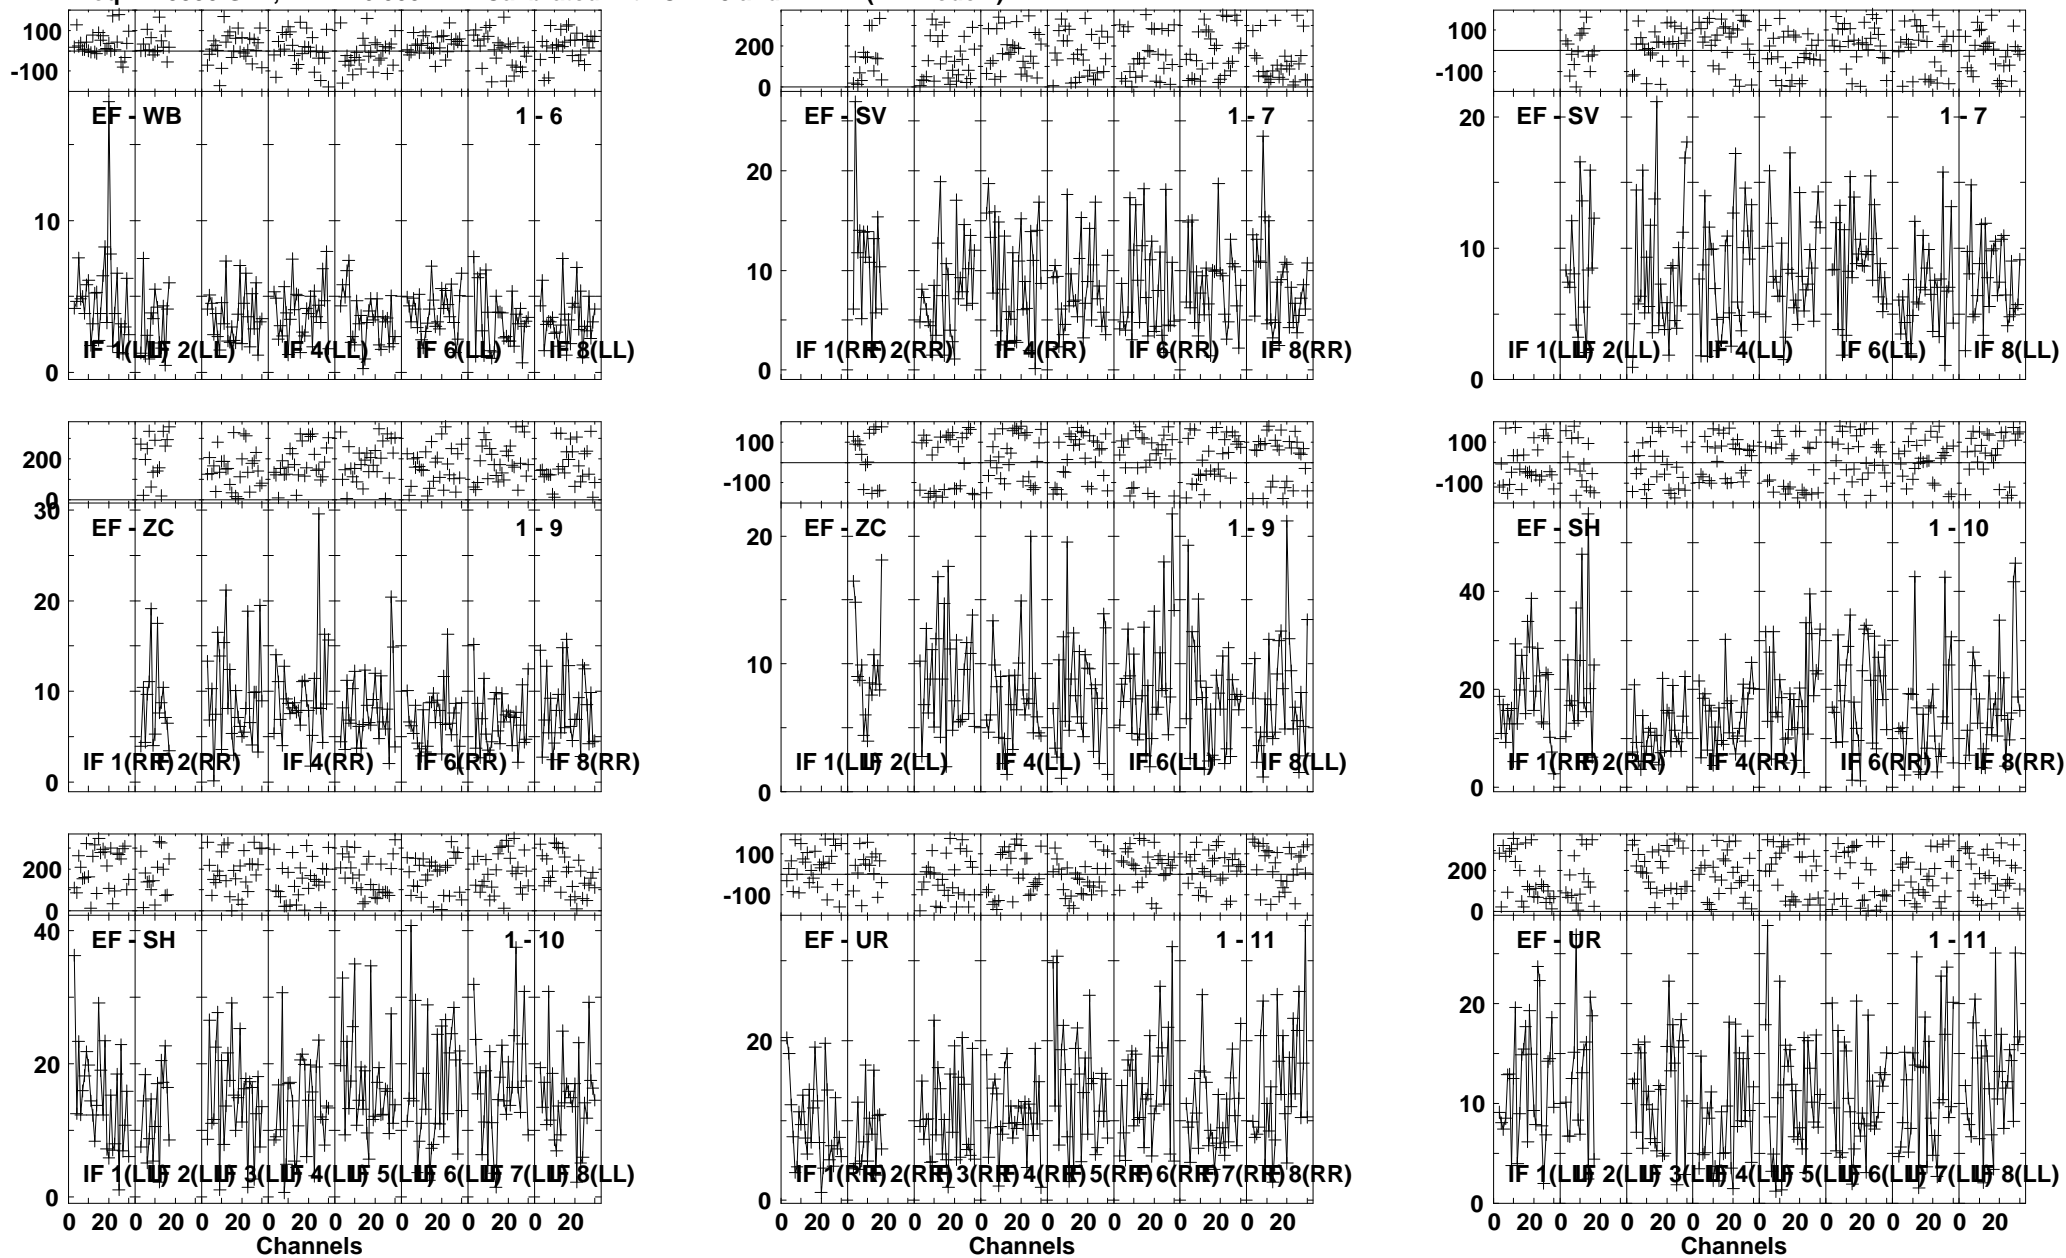 100
-100
EF - WB 1 - 6
10
0
IF 1(LL) IF 2(LL) IF 4(LL) IF 6(LL) IF 8(LL)
200
0
EF - SV 1 - 7
20
10
0
IF 1(RR) IF 2(RR) IF 4(RR) IF 6(RR) IF 8(RR)
100
-100
EF - SV 1 - 7
20
10
0
IF 1(LL) IF 2(LL) IF 4(LL) IF 6(LL) IF 8(LL)
200
0
30
EF - ZC 1 - 9
20
10
0
IF 1(RR) IF 2(RR) IF 4(RR) IF 6(RR) IF 8(RR)
100
-100
EF - ZC 1 - 9
20
10
0
IF 1(LL) IF 2(LL) IF 4(LL) IF 6(LL) IF 8(LL)
100
-100
EF - SH 1 - 10
40
20
0
IF 1(RR) IF 2(RR) IF 4(RR) IF 6(RR) IF 8(RR)
200
0
40
EF - SH 1 - 10
20
0
IF 1(LL) IF 2(LL) IF 3(LL) IF 4(LL) IF 5(LL) IF 6(LL) IF 7(LL) IF 8(LL)
0 20 0 20 0 20 0 20 0 20 0 20 0 20 0 20
Channels
100
-100
EF - UR 1 - 11
20
0
IF 1(RR) IF 2(RR) IF 3(RR) IF 4(RR) IF 5(RR) IF 6(RR) IF 7(RR) IF 8(RR)
0 20 0 20 0 20 0 20 0 20 0 20 0 20 0 20
Channels
200
0
EF - UR 1 - 11
20
10
0
IF 1(LL) IF 2(LL) IF 3(LL) IF 4(LL) IF 5(LL) IF 6(LL) IF 7(LL) IF 8(LL)
0 20 0 20 0 20 0 20 0 20 0 20 0 20 0 20
Channels